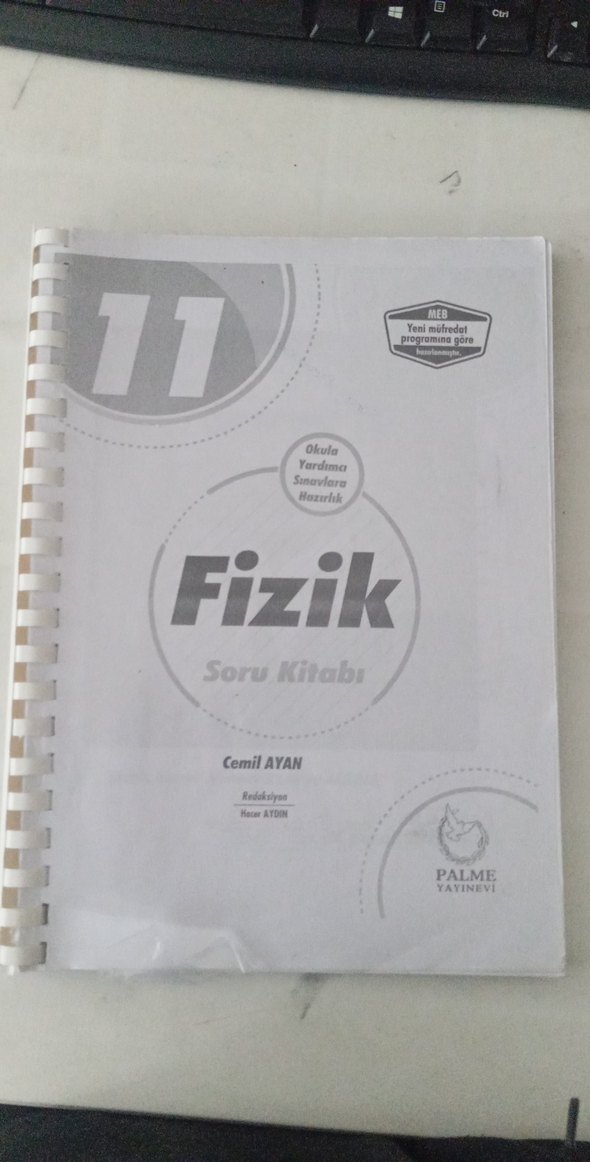 Ctrl
11
MEB
Yeni müfredat
programına göre
hazırlanmıştır.
Okula
Yardımcı
Sınavlara
Hazırlık
Fizik
Soru Kitabı
Cemil AYAN
Redaksiyon
Hacer AYDIN
PALME
YAYINEVİ